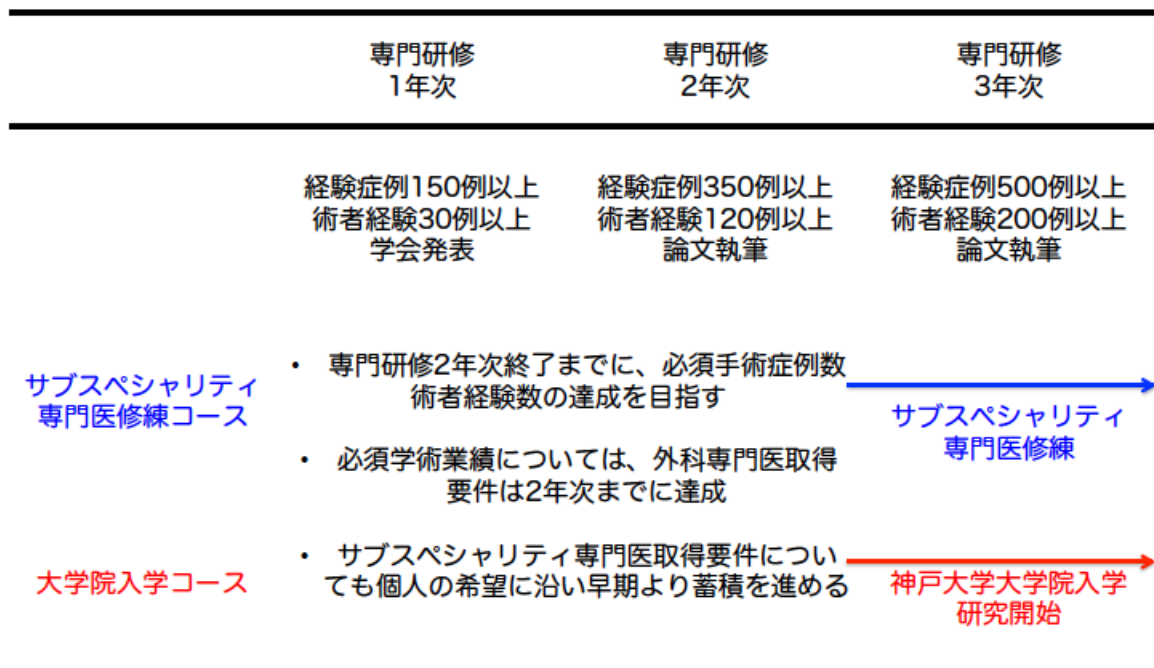 専門研修
1年次
専門研修
2年次
専門研修
3年次
経験症例150例以上
術者経験30例以上
学会発表
経験症例350例以上
術者経験120例以上
論文執筆
経験症例500例以上
術者経験200例以上
論文執筆
サブスペシャリティ
専門医修練コース
• 専門研修2年次終了までに、必須手術症例数
術者経験数の達成を目指す
• 必須学術業績については、外科専門医取得
要件は2年次までに達成
サブスペシャリティ
専門医修練
大学院入学コース
• サブスペシャリティ専門医取得要件につい
ても個人の希望に沿い早期より蓄積を進める
神戸大学大学院入学
研究開始